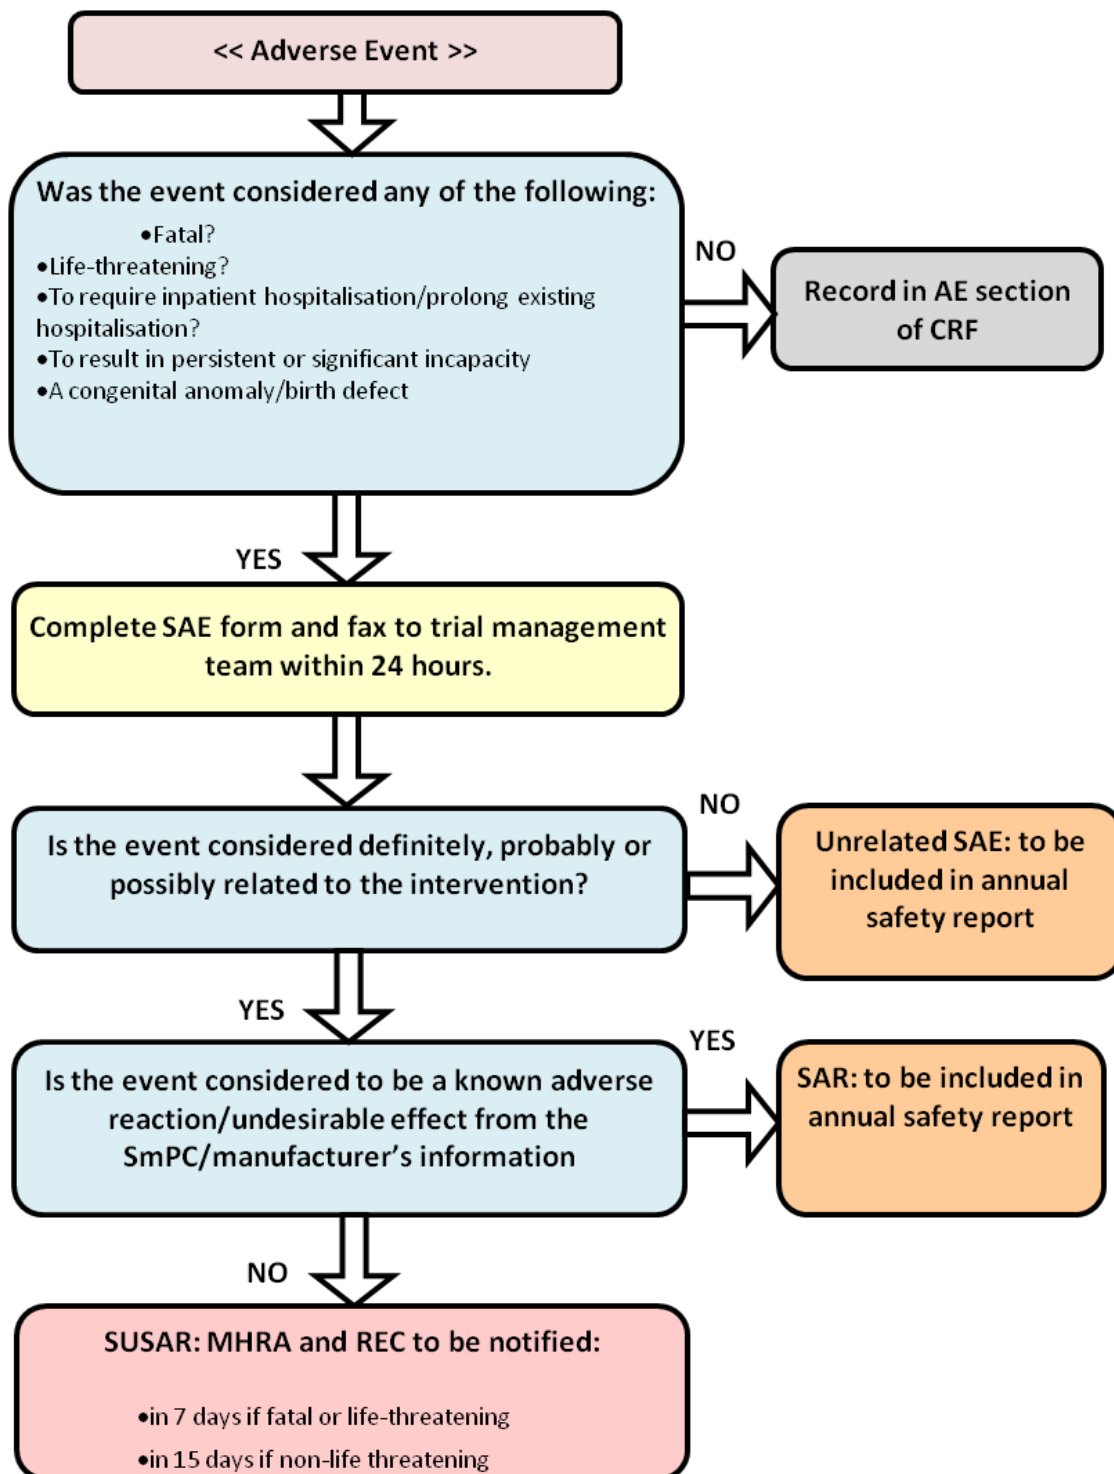 << Adverse Event >>
Was the event considered any of the following:
•Fatal?
•Life-threatening?
•To require inpatient hospitalisation/prolong existing
hospitalisation?
•To result in persistent or significant incapacity
•A congenital anomaly/birth defect
NO
Record in AE section
of CRF
YES
Complete SAE form and fax to trial management
team within 24 hours.
Is the event considered definitely, probably or
possibly related to the intervention?
NO
Unrelated SAE: to be
included in annual
safety report
YES
Is the event considered to be a known adverse
reaction/undesirable effect from the
SmPC/manufacturer's information
YES
SAR: to be included in
annual safety report
NO
SUSAR: MHRA and REC to be notified:
•in 7 days if fatal or life-threatening
•in 15 days if non-life threatening